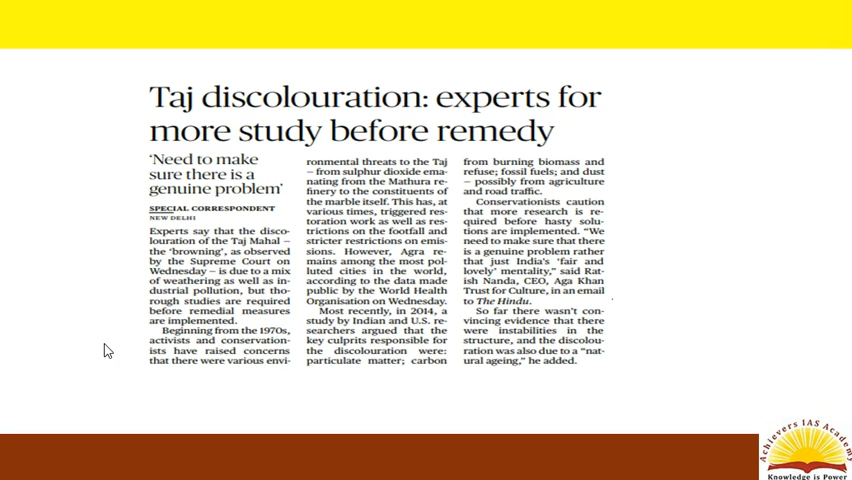 Taj discolouration: experts for
more study before remedy
'Need to make
sure there is a
genuine problem'
SPECIAL CORRESPONDENT
NEW DELHI
Experts say that the disco-
louration of the Taj Mahal –
the 'browning', as observed
by the Supreme Court on
Wednesday – is due to a mix
of weathering as well as in-
dustrial pollution, but tho-
rough studies are required
before remedial measures
are implemented.
Beginning from the 1970s,
activists and conservation-
ists have raised concerns
that there were various envi-
ronmental threats to the Taj
– from sulphur dioxide ema-
nating from the Mathura re-
finery to the constituents of
the marble itself. This has, at
various times, triggered res-
toration work as well as res-
trictions on the footfall and
stricter restrictions on emis-
sions. However, Agra re-
mains among the most pol-
luted cities in the world,
according to the data made
public by the World Health
Organisation on Wednesday.
Most recently, in 2014, a
study by Indian and U.S. re-
searchers argued that the
key culprits responsible for
the discolouration were:
particulate matter; carbon
from burning biomass and
refuse; fossil fuels; and dust
– possibly from agriculture
and road traffic.
Conservationists caution
that more research is re-
quired before hasty solu-
tions are implemented. “We
need to make sure that there
is a genuine problem rather
that just India's ‘fair and
lovely’ mentality,” said Rat-
ish Nanda, CEO, Aga Khan
Trust for Culture, in an email
to The Hindu.
So far there wasn't con-
vincing evidence that there
were instabilities in the
structure, and the discolou-
ration was also due to a “nat-
ural ageing,” he added.
Achievers IAS Academy
Knowledge is Power